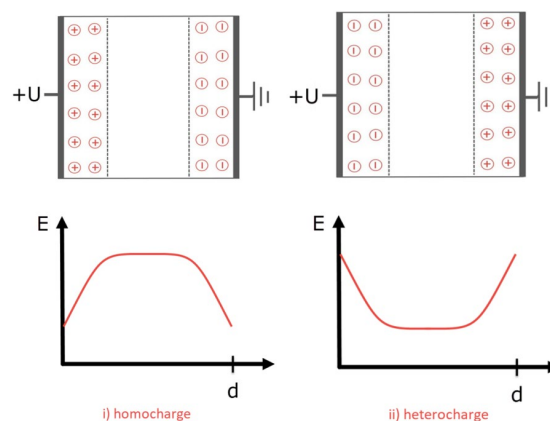 +U
+U
E
E
d
d
i) homocharge
ii) heterocharge